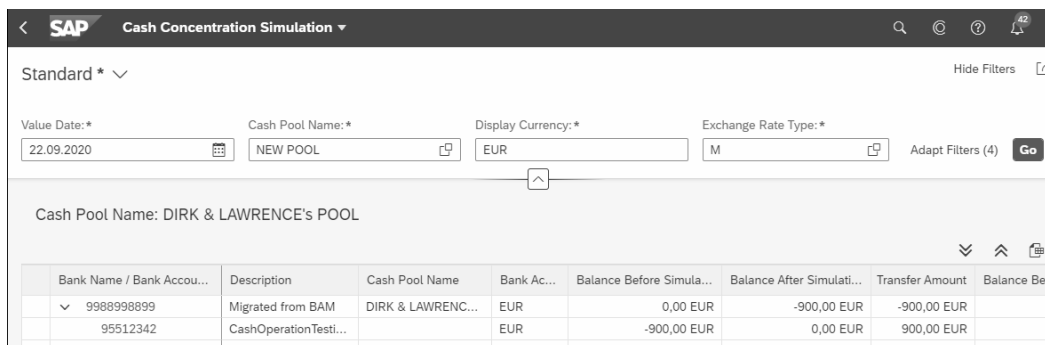 SAP Cash Concentration Simulation
42
Standard *
Hide Filters
Value Date:* Cash Pool Name:* Display Currency:* Exchange Rate Type:*
22.09.2020 NEW POOL EUR M Adapt Filters (4) Go
Cash Pool Name: DIRK & LAWRENCE's POOL
Bank Name / Bank Accou... Description Cash Pool Name Bank Ac... Balance Before Simula... Balance After Simulati... Transfer Amount Balance Be
9988998899 Migrated from BAM DIRK & LAWRENC... EUR 0,00 EUR -900,00 EUR -900,00 EUR
95512342 CashOperationTesti... EUR -900,00 EUR 0,00 EUR 900,00 EUR